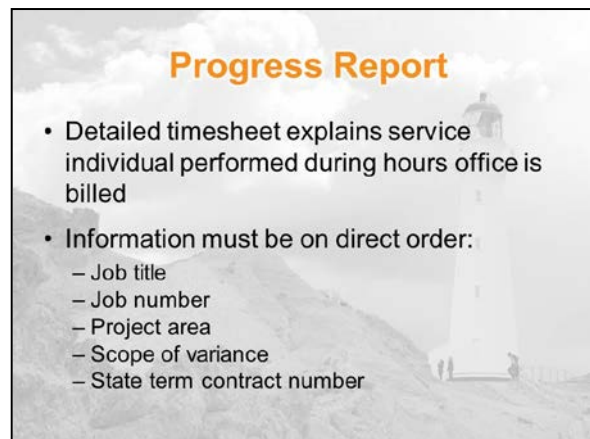 Progress Report
• Detailed timesheet explains service
individual performed during hours office is
billed
• Information must be on direct order:
– Job title
– Job number
– Project area
– Scope of variance
– State term contract number